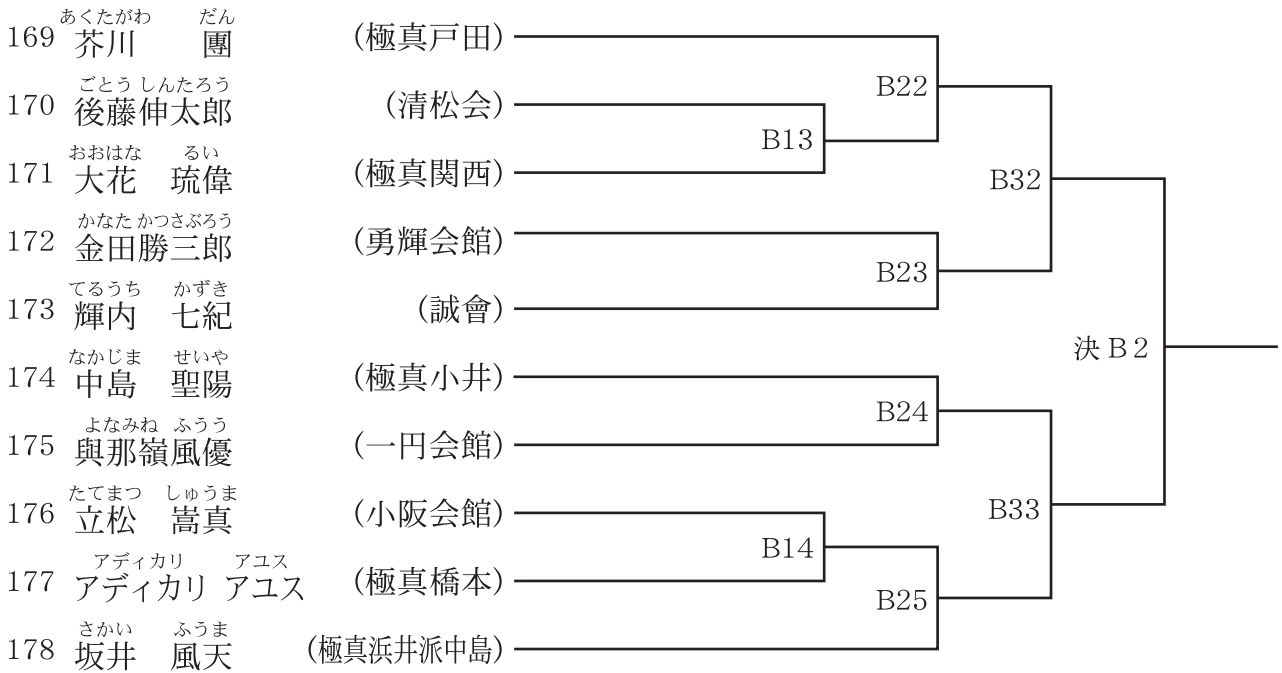 あくたがわ だん
169 芥川 團 (極真戸田)
B22
ごとう しんたろう
170 後藤伸太郎 (清松会)
B13
おおはな るい
171 大花 琉偉 (極真関西)
B32
かなた かつさぶろう
172 金田勝三郎 (勇輝会館)
B23
てるうち かずき
173 輝内 七紀 (誠會)
決B2
なかじま せいや
174 中島 聖陽 (極真小井)
B24
よなみね ふうう
175 與那嶺風優 (一円会館)
たてまつ しゅうま
176 立松 嵩真 (小阪会館)
B33
B14
アディカリ アユス
177 アディカリ アユス (極真橋本)
B25
さかい ふうま
178 坂井 風天 (極真浜井派中島)